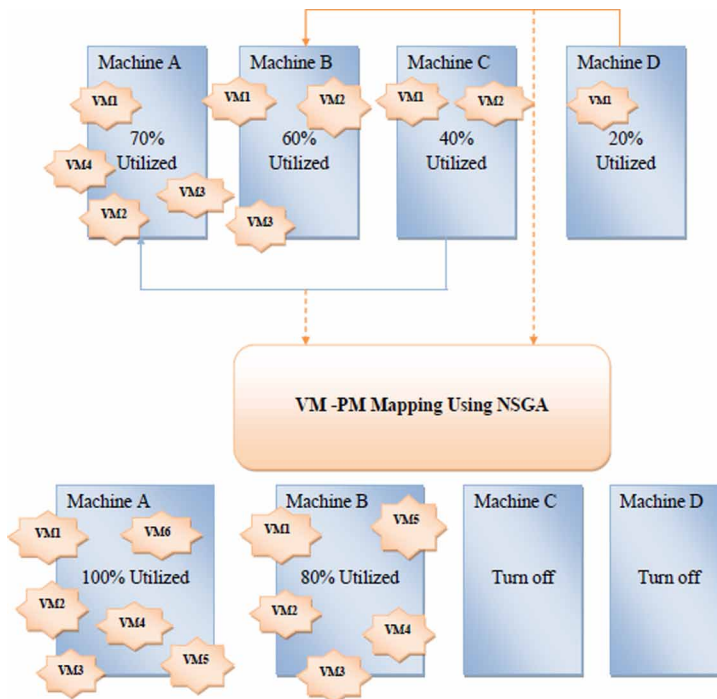 Machine A
VM1
70%
Utilized
VM4
VM3
VM2
Machine B
VM1
VM2
60%
Utilized
VM3
Machine C
VM1
VM2
40%
Utilized
Machine D
VM1
20%
Utilized
VM -PM Mapping Using NSGA
Machine A
VM1
VM6
100% Utilized
VM2
VM4
VM3
VM5
Machine B
VM1
VM5
80% Utilized
VM2
VM4
VM3
Machine C
Turn off
Machine D
Turn off